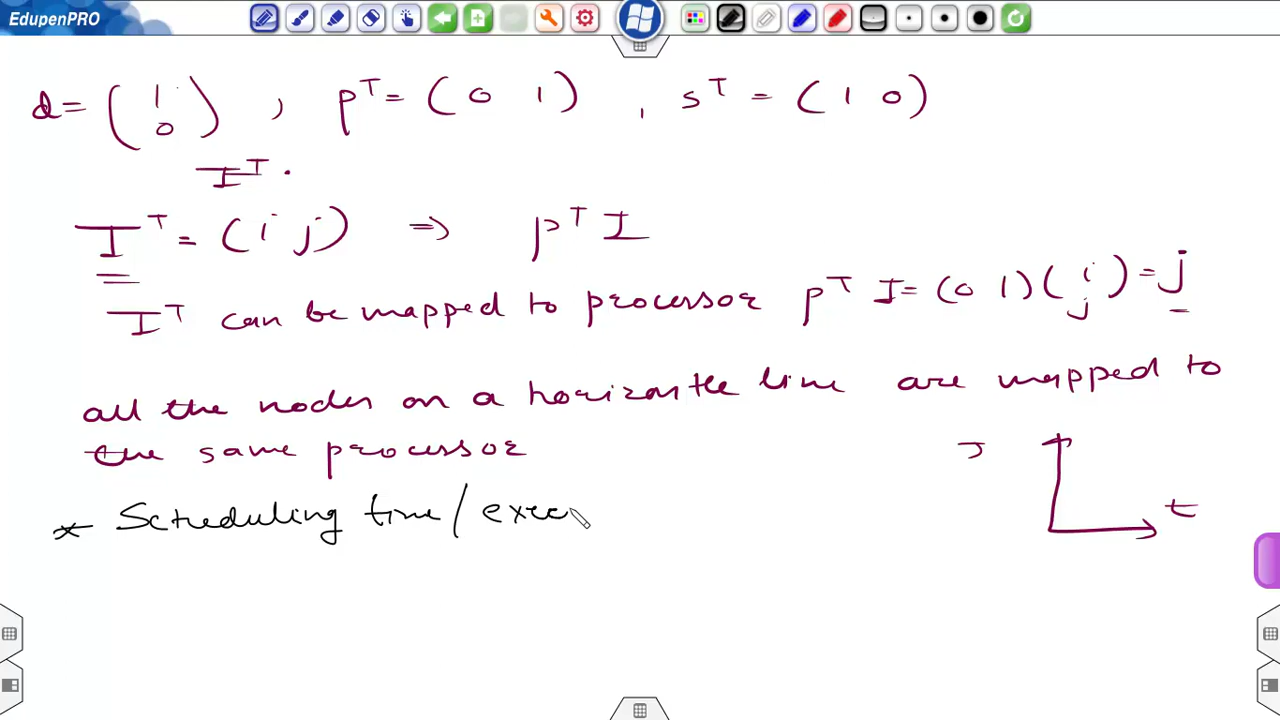 EdupenPRO
d = ( 1 0 ) , p^T = ( 0 1 ) , s^T = ( 1 0 )
I^T .
I^T = ( i j ) ⇒ p^T I
I^T can be mapped to processor p^T I = ( 0 1 ) ( i j ) = j
all the nodes on a horizontle line are mapped to
the same processor
J
t
* Scheduling time / exec